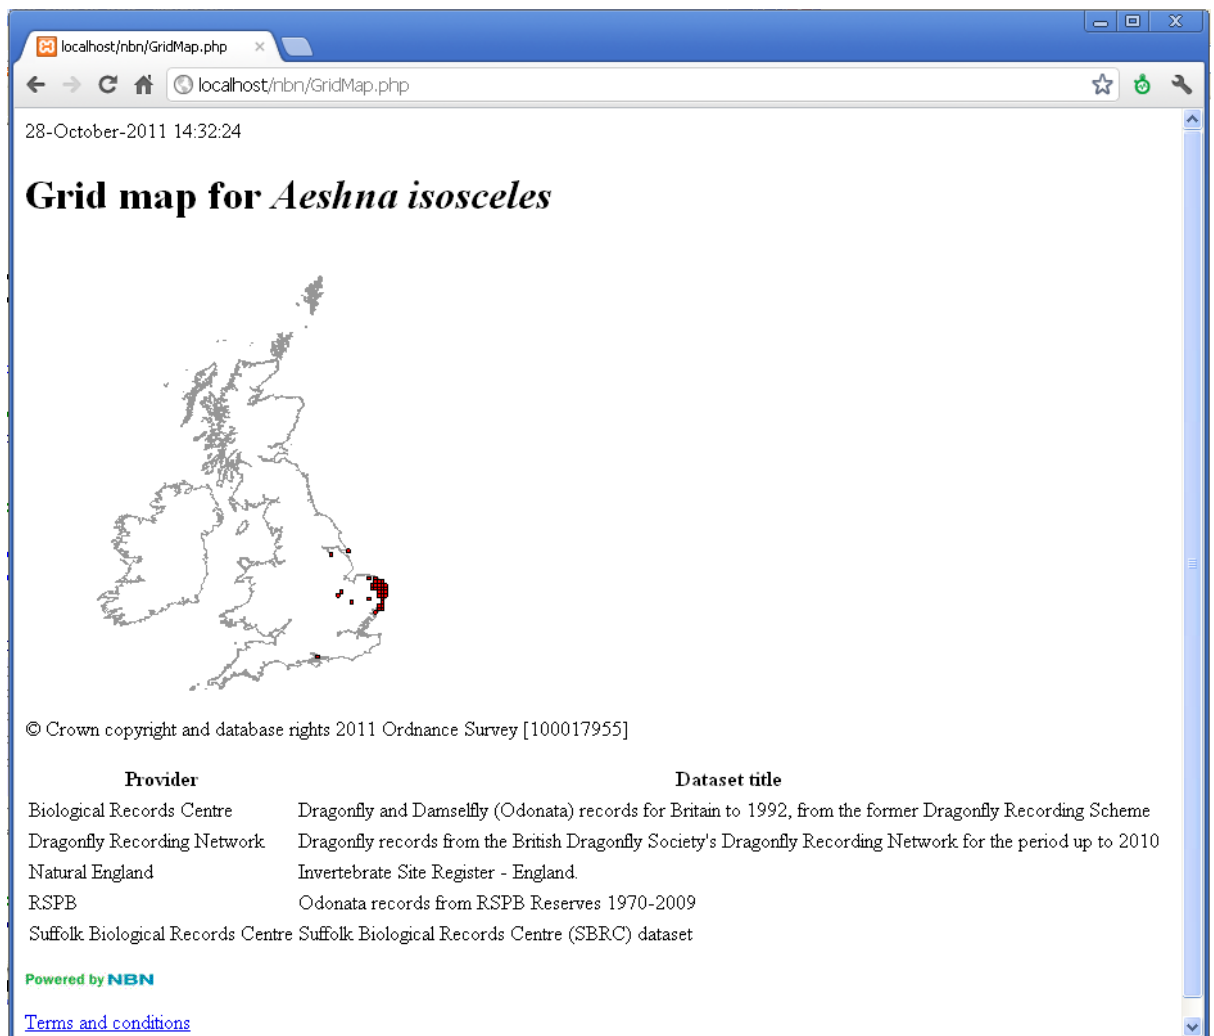 localhost/nbn/GridMap.php
localhost/nbn/GridMap.php
28-October-2011 14:32:24
Grid map for Aeshna isosceles
© Crown copyright and database rights 2011 Ordnance Survey [100017955]
Provider Dataset title
Biological Records Centre Dragonfly and Damselfly (Odonata) records for Britain to 1992, from the former Dragonfly Recording Scheme
Dragonfly Recording Network Dragonfly records from the British Dragonfly Society's Dragonfly Recording Network for the period up to 2010
Natural England Invertebrate Site Register - England.
RSPB Odonata records from RSPB Reserves 1970-2009
Suffolk Biological Records Centre Suffolk Biological Records Centre (SBRC) dataset
Powered by NBN
Terms and conditions